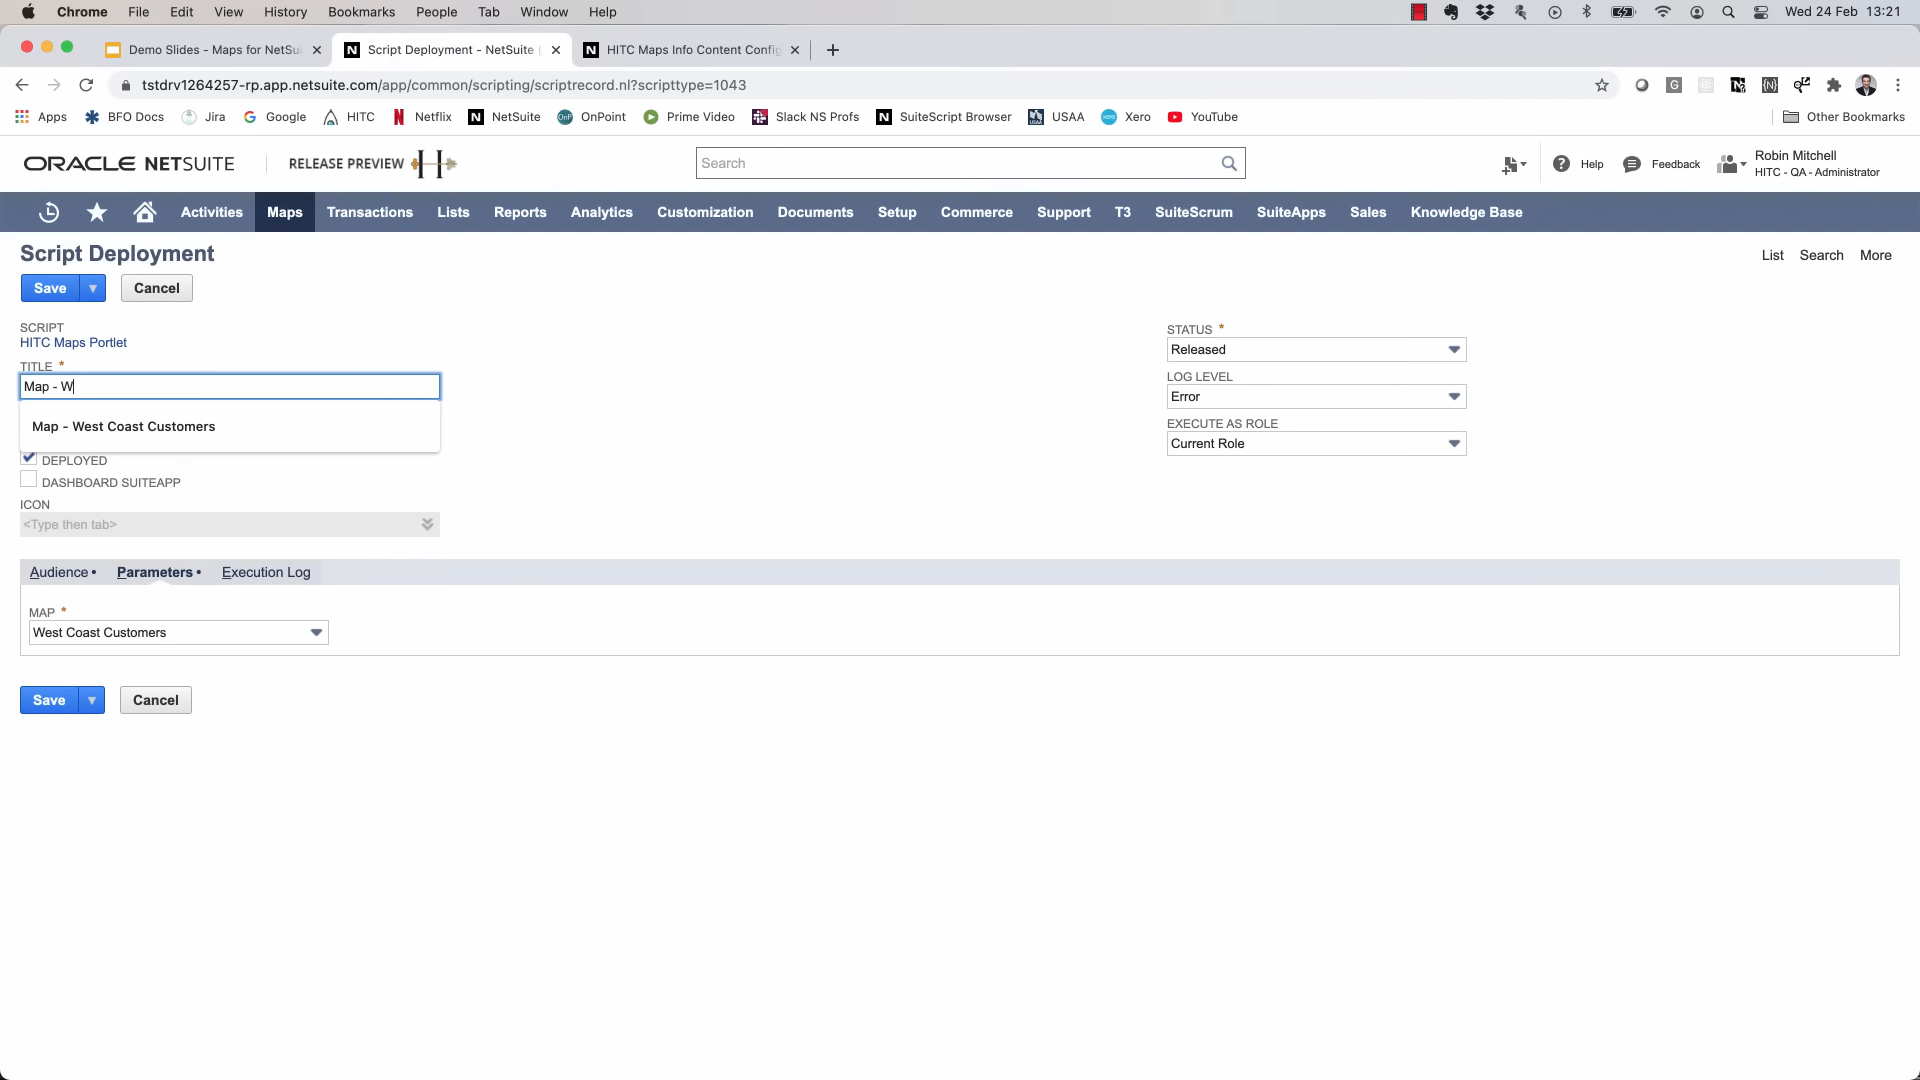 Chrome File Edit View History Bookmarks People Tab Window Help Wed 24 Feb 13:21
Demo Slides - Maps for NetSui Script Deployment - NetSuite ( HITC Maps Info Content Config
tstdrv1264257-rp.app.netsuite.com/app/common/scripting/scriptrecord.nl?scripttype=1043
Apps BFO Docs Jira Google HITC Netflix NetSuite OnPoint Prime Video Slack NS Profs SuiteScript Browser USAA Xero YouTube Other Bookmarks
ORACLE NETSUITE RELEASE PREVIEW H Search Help Feedback Robin Mitchell
HITC - QA - Administrator
Activities Maps Transactions Lists Reports Analytics Customization Documents Setup Commerce Support T3 SuiteScrum SuiteApps Sales Knowledge Base
Script Deployment List Search More
Save Cancel
SCRIPT
HITC Maps Portlet
TITLE *
Map - W
Map - West Coast Customers
DEPLOYED
DASHBOARD SUITEAPP
ICON
<Type then tab>
STATUS *
Released
LOG LEVEL
Error
EXECUTE AS ROLE
Current Role
Audience • Parameters • Execution Log
MAP *
West Coast Customers
Save Cancel